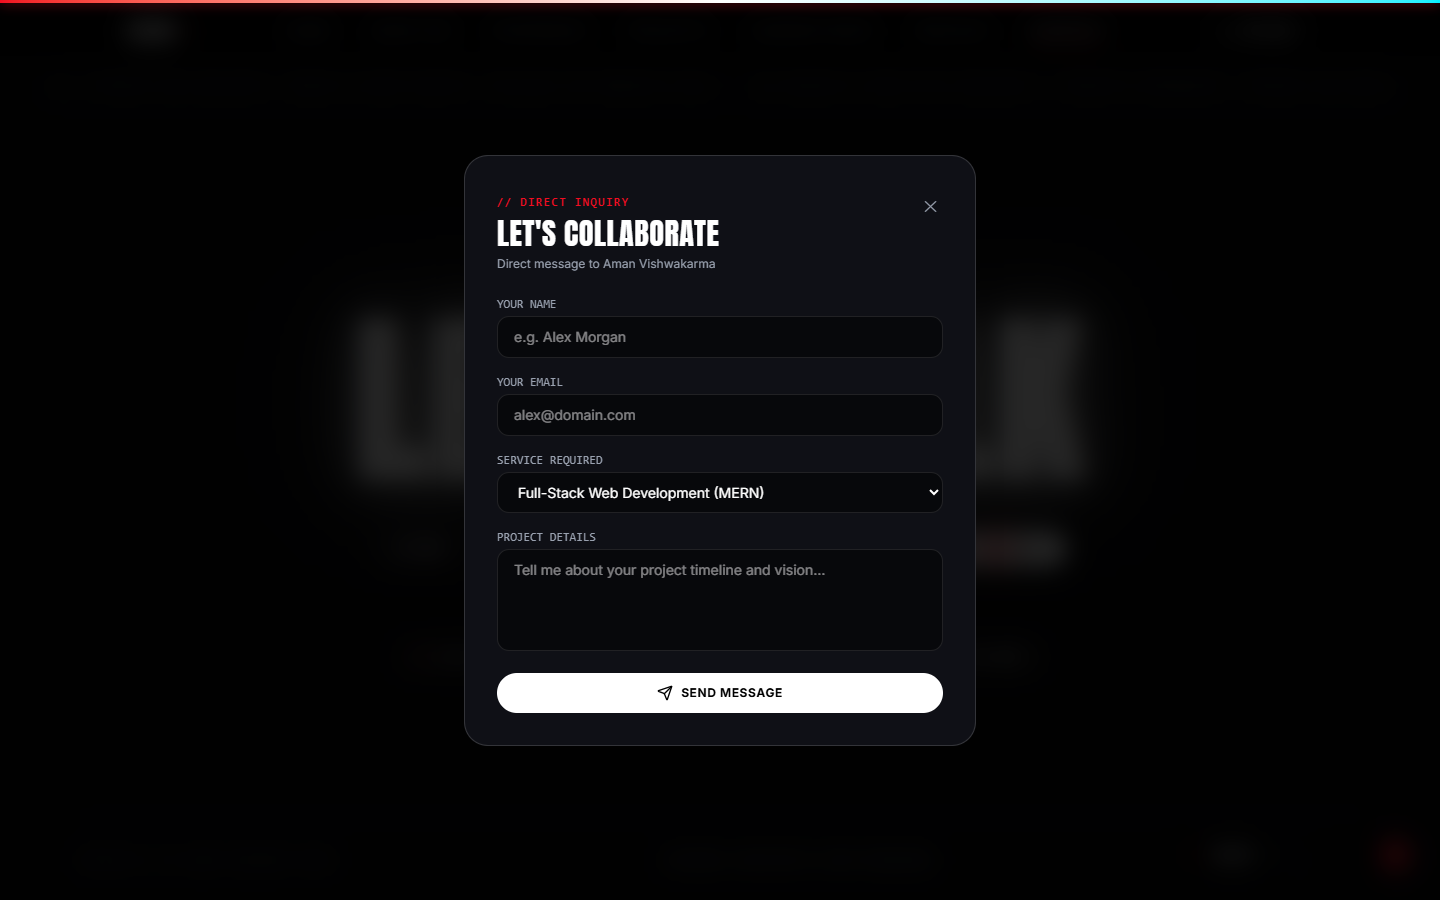 // DIRECT INQUIRY
LET'S COLLABORATE
Direct message to Aman Vishwakarma
YOUR NAME
e.g. Alex Morgan
YOUR EMAIL
alex@domain.com
SERVICE REQUIRED
Full-Stack Web Development (MERN)
PROJECT DETAILS
Tell me about your project timeline and vision...
SEND MESSAGE